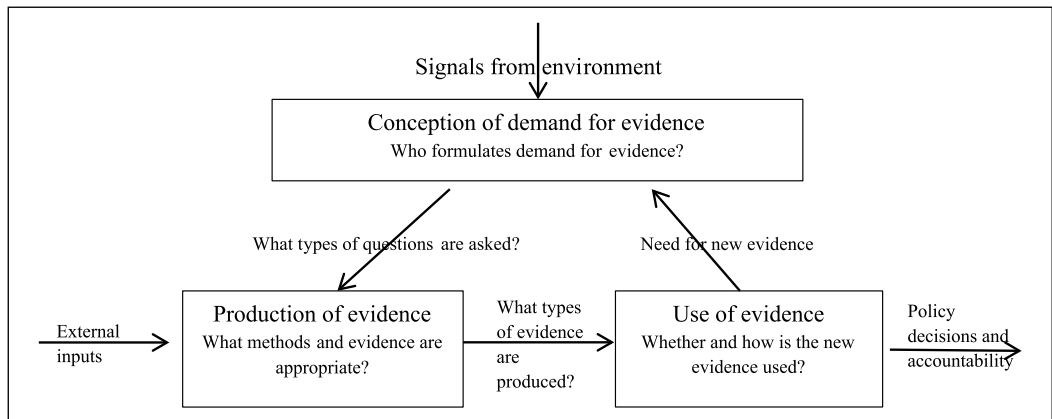 Signals from environment
Conception of demand for evidence
Who formulates demand for evidence?
What types of questions are asked?
Need for new evidence
External
inputs
Production of evidence
What methods and evidence are
appropriate?
What types
of evidence
are
produced?
Use of evidence
Whether and how is the new
evidence used?
Policy
decisions and
accountability